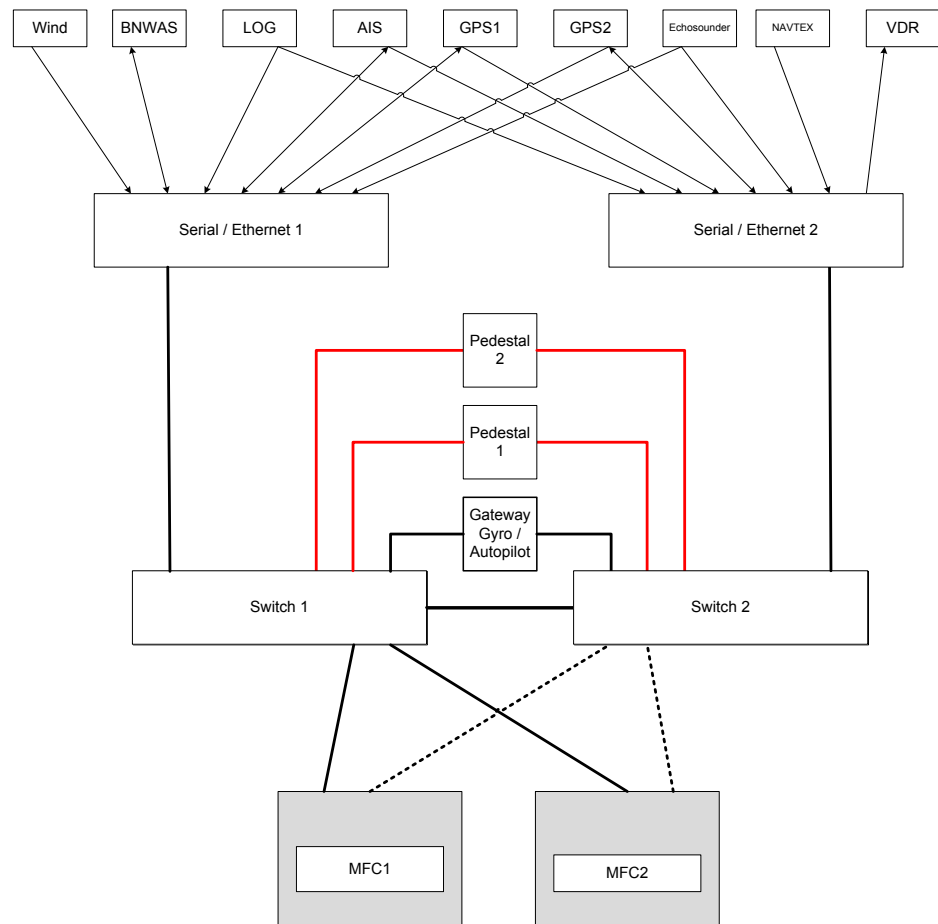 Wind
BNWAS
LOG
AIS
GPS1
GPS2
Echosounder
NAVTEX
VDR
Serial / Ethernet 1
Serial / Ethernet 2
Pedestal
2
Pedestal
1
Gateway
Gyro /
Autopilot
Switch 1
Switch 2
MFC1
MFC2